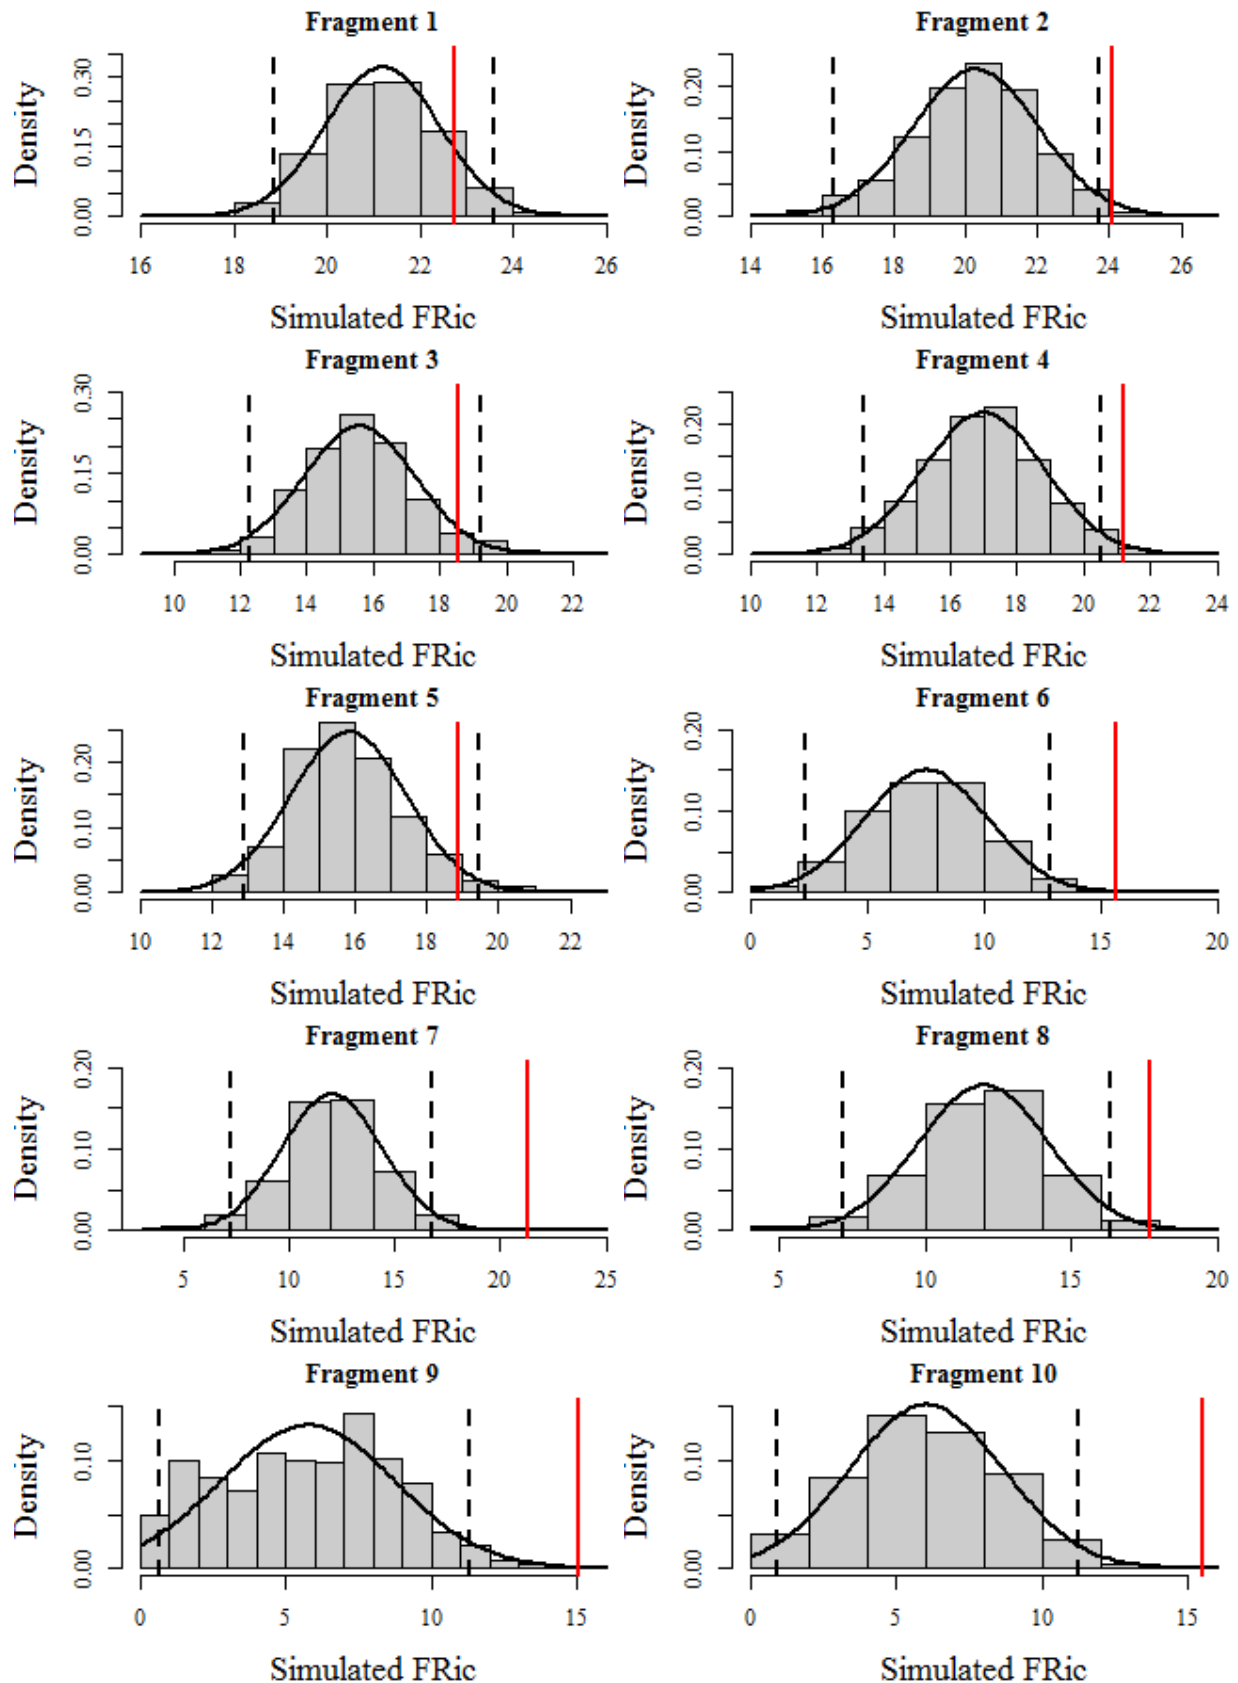 Fragment 1
Density
0.00 0.15 0.30
16 18 20 22 24 26
Simulated FRic
Fragment 2
Density
0.00 0.10 0.20
14 16 18 20 22 24 26
Simulated FRic
Fragment 3
Density
0.00 0.15 0.30
10 12 14 16 18 20 22
Simulated FRic
Fragment 4
Density
0.00 0.10 0.20
10 12 14 16 18 20 22 24
Simulated FRic
Fragment 5
Density
0.00 0.10 0.20
10 12 14 16 18 20 22
Simulated FRic
Fragment 6
Density
0.00 0.10 0.20
0 5 10 15 20
Simulated FRic
Fragment 7
Density
0.00 0.10 0.20
5 10 15 20 25
Simulated FRic
Fragment 8
Density
0.00 0.10 0.20
5 10 15 20
Simulated FRic
Fragment 9
Density
0.00 0.10
0 5 10 15
Simulated FRic
Fragment 10
Density
0.00 0.10
0 5 10 15
Simulated FRic